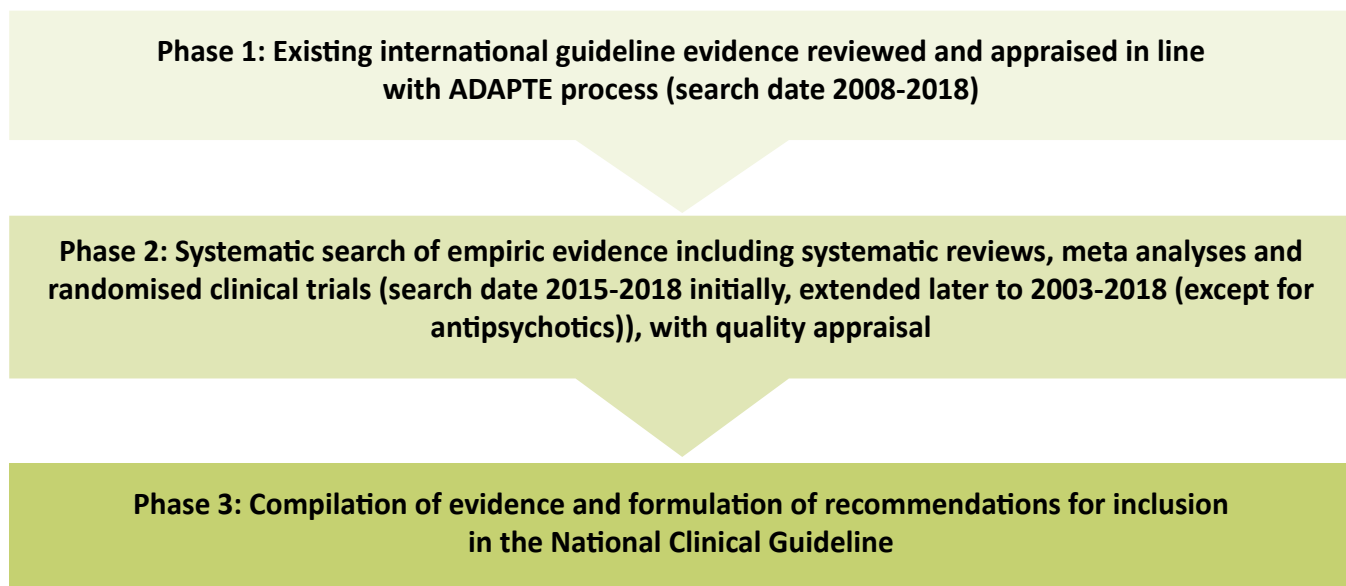 Phase 1: Existing international guideline evidence reviewed and appraised in line
with ADAPTE process (search date 2008-2018)
Phase 2: Systematic search of empiric evidence including systematic reviews, meta analyses and
randomised clinical trials (search date 2015-2018 initially, extended later to 2003-2018 (except for
antipsychotics)), with quality appraisal
Phase 3: Compilation of evidence and formulation of recommendations for inclusion
in the National Clinical Guideline